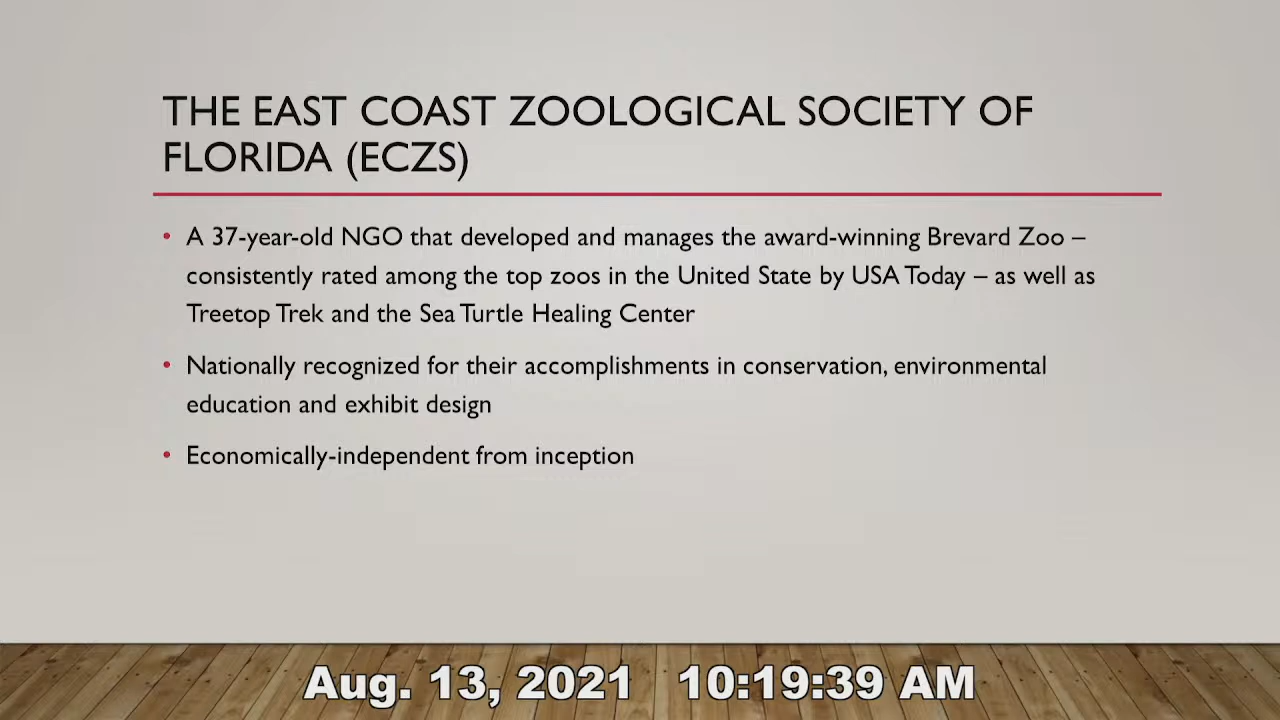 THE EAST COAST ZOOLOGICAL SOCIETY OF
FLORIDA (ECZS)
• A 37-year-old NGO that developed and manages the award-winning Brevard Zoo –
consistently rated among the top zoos in the United State by USA Today – as well as
Treetop Trek and the Sea Turtle Healing Center
• Nationally recognized for their accomplishments in conservation, environmental
education and exhibit design
• Economically-independent from inception
Aug. 13, 2021 10:19:39 AM